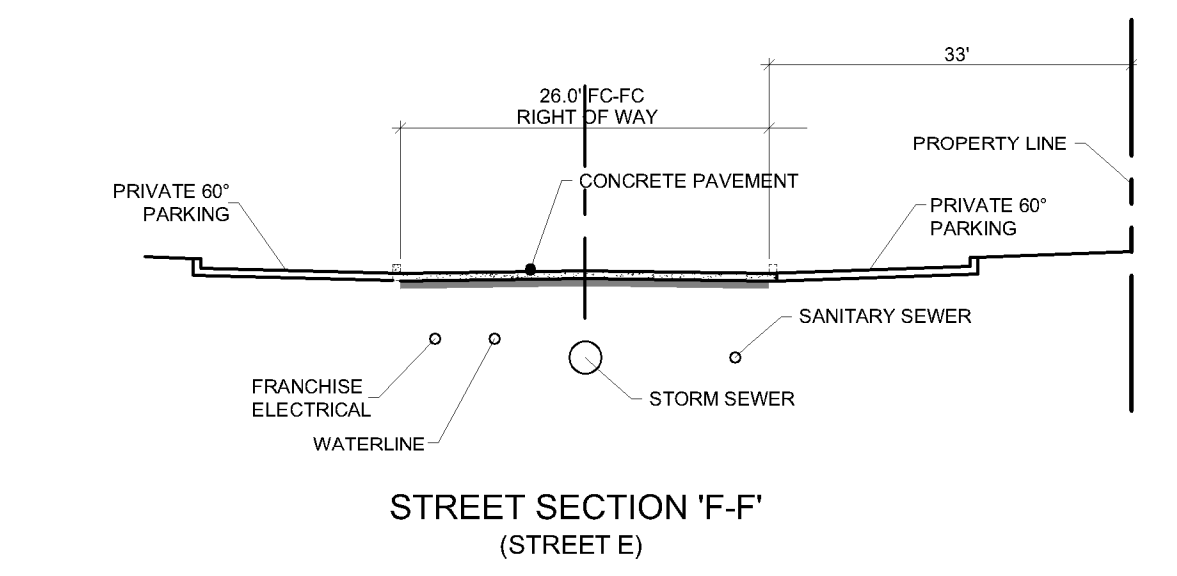 33'
26.0' FC-FC
RIGHT OF WAY
PROPERTY LINE
CONCRETE PAVEMENT
PRIVATE 60°
PARKING
PRIVATE 60°
PARKING
SANITARY SEWER
FRANCHISE
ELECTRICAL
STORM SEWER
WATERLINE
STREET SECTION 'F-F'
(STREET E)